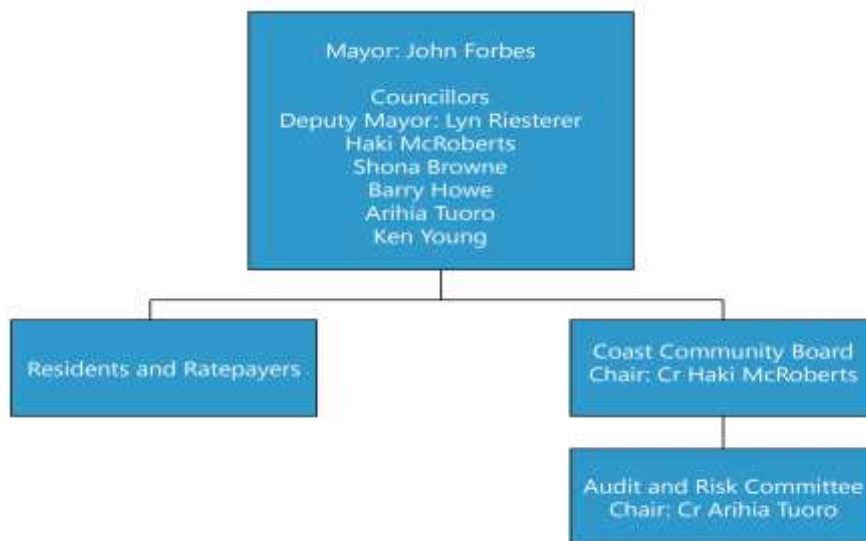 Mayor: John Forbes
Councillors
Deputy Mayor: Lyn Riesterer
Haki McRoberts
Shona Browne
Barry Howe
Arihia Tuoro
Ken Young
Residents and Ratepayers
Coast Community Board
Chair: Cr Haki McRoberts
Audit and Risk Committee
Chair: Cr Arihia Tuoro